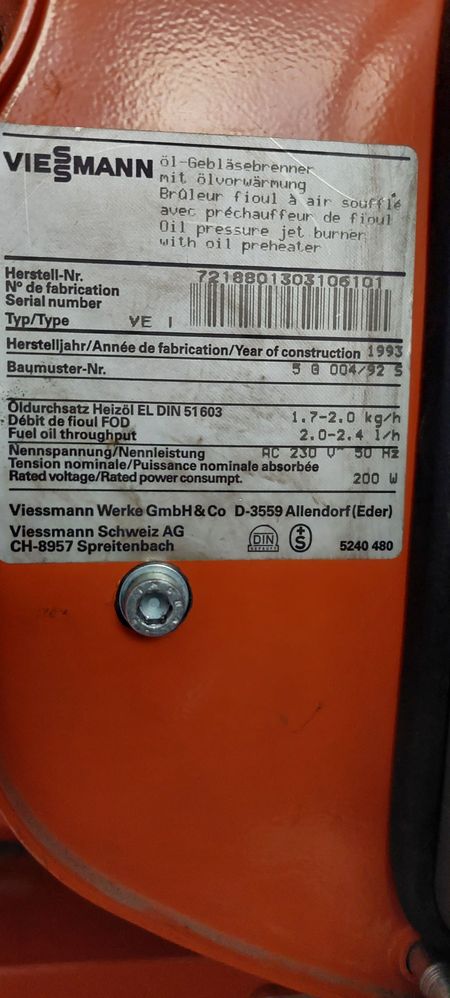 VIESSMANN
öl-Gebläsebrenner
mit ölvorwärmung
Brûleur fioul à air soufflé
avec préchauffeur de fioul
Oil pressure jet burner
with oil preheater
Herstell-Nr. 7218801303106101
N° de fabrication
Serial number
Typ/Type VE I
Herstelljahr/Année de fabrication/Year of construction 1993
Baumuster-Nr. 5 G 004/92 S
Öldurchsatz Heizöl EL DIN 51603
Débit de fioul FOD 1.7-2.0 kg/h
Fuel oil throughput 2.0-2.4 l/h
Nennspannung/Nennleistung AC 230 V~ 50 Hz
Tension nominale/Puissance nominale absorbée
Rated voltage/Rated power consumpt. 200 W
Viessmann Werke GmbH & Co D-3559 Allendorf (Eder)
Viessmann Schweiz AG
CH-8957 Spreitenbach DIN S 5240 480